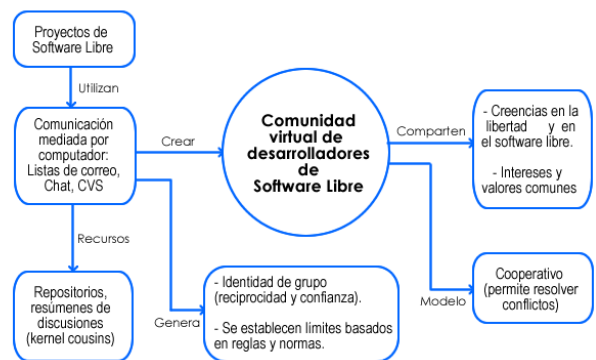 Proyectos de
Software Libre
Utilizan
Comunicación
mediada por
computador:
Listas de correo,
Chat, CVS
Crear
Comunidad
virtual de
desarrolladores
de
Software Libre
Comparten
- Creencias en la
libertad y en
el software libre.
- Intereses y
valores comunes
Recursos
Repositorios,
resúmenes de
discusiones
(kernel cousins)
Genera
- Identidad de grupo
(reciprocidad y confianza).
- Se establecen limites basados
en reglas y normas.
Modelo
Cooperativo
(permite resolver
conflictos)